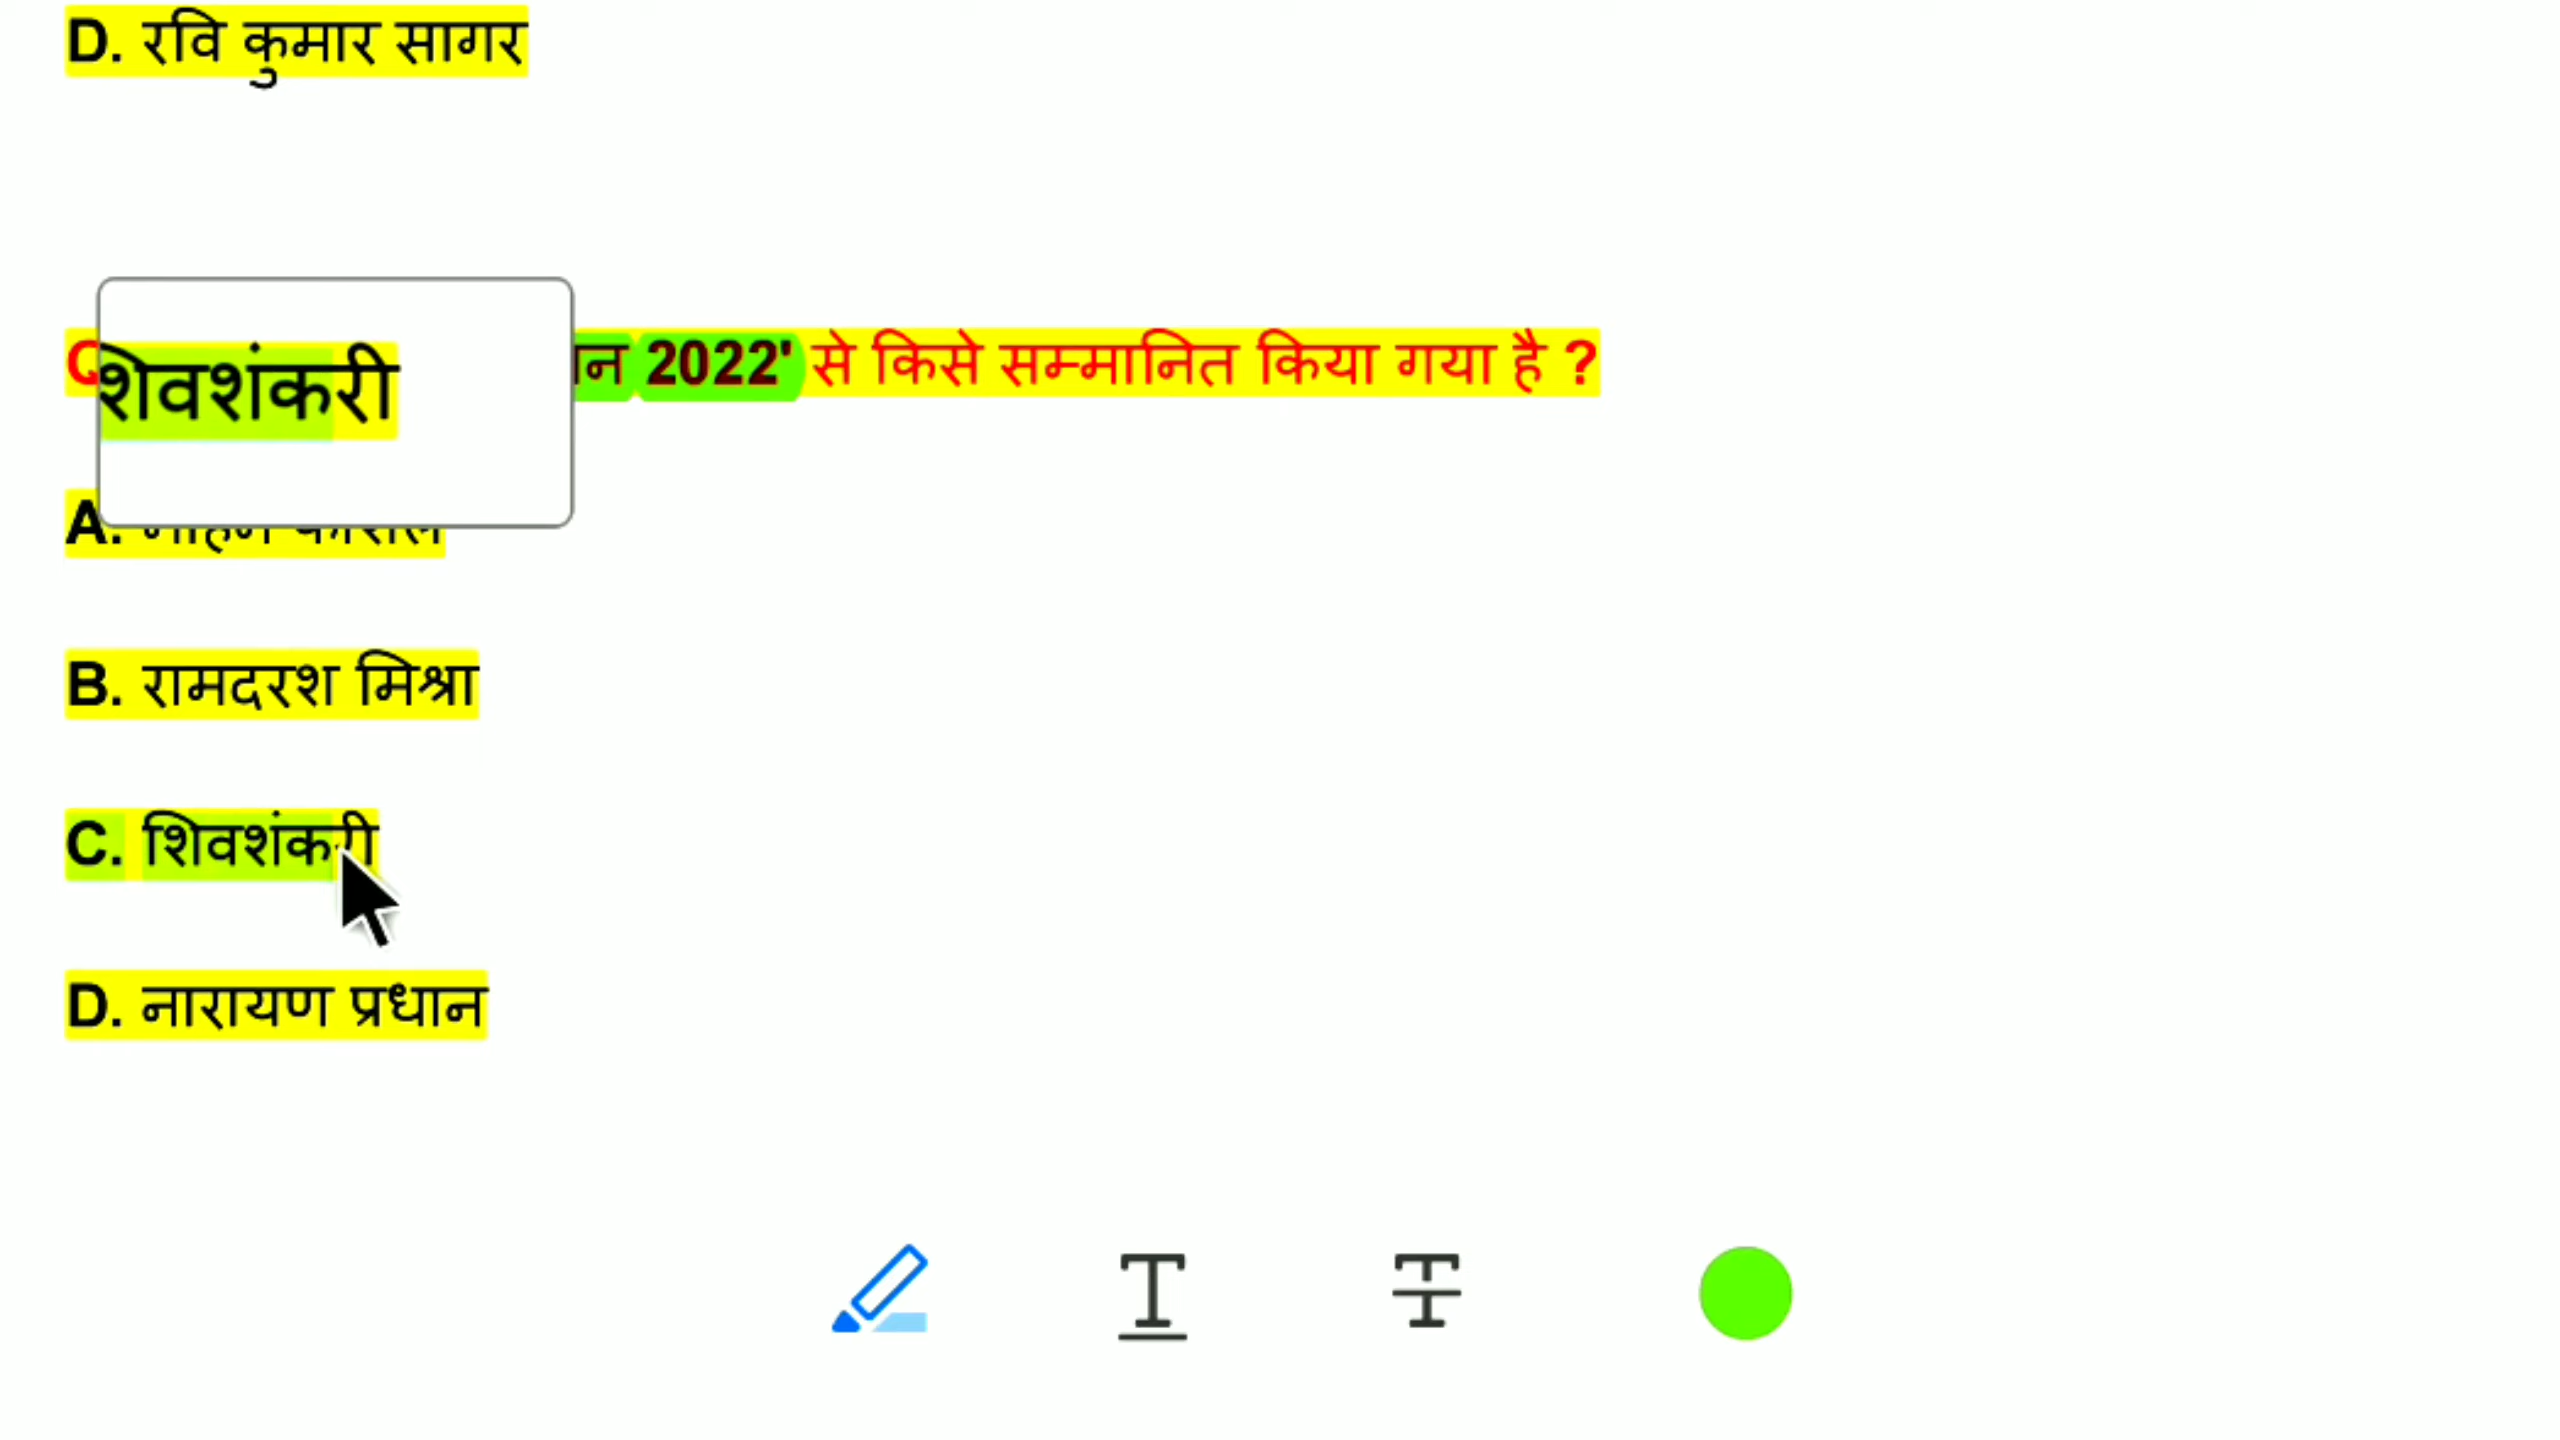 D. रवि कुमार सागर
शिवशंकरी
2022' से किसे सम्मानित किया गया है ?
A.
B. रामदरश मिश्रा
C. शिवशंकरी
D. नारायण प्रधान